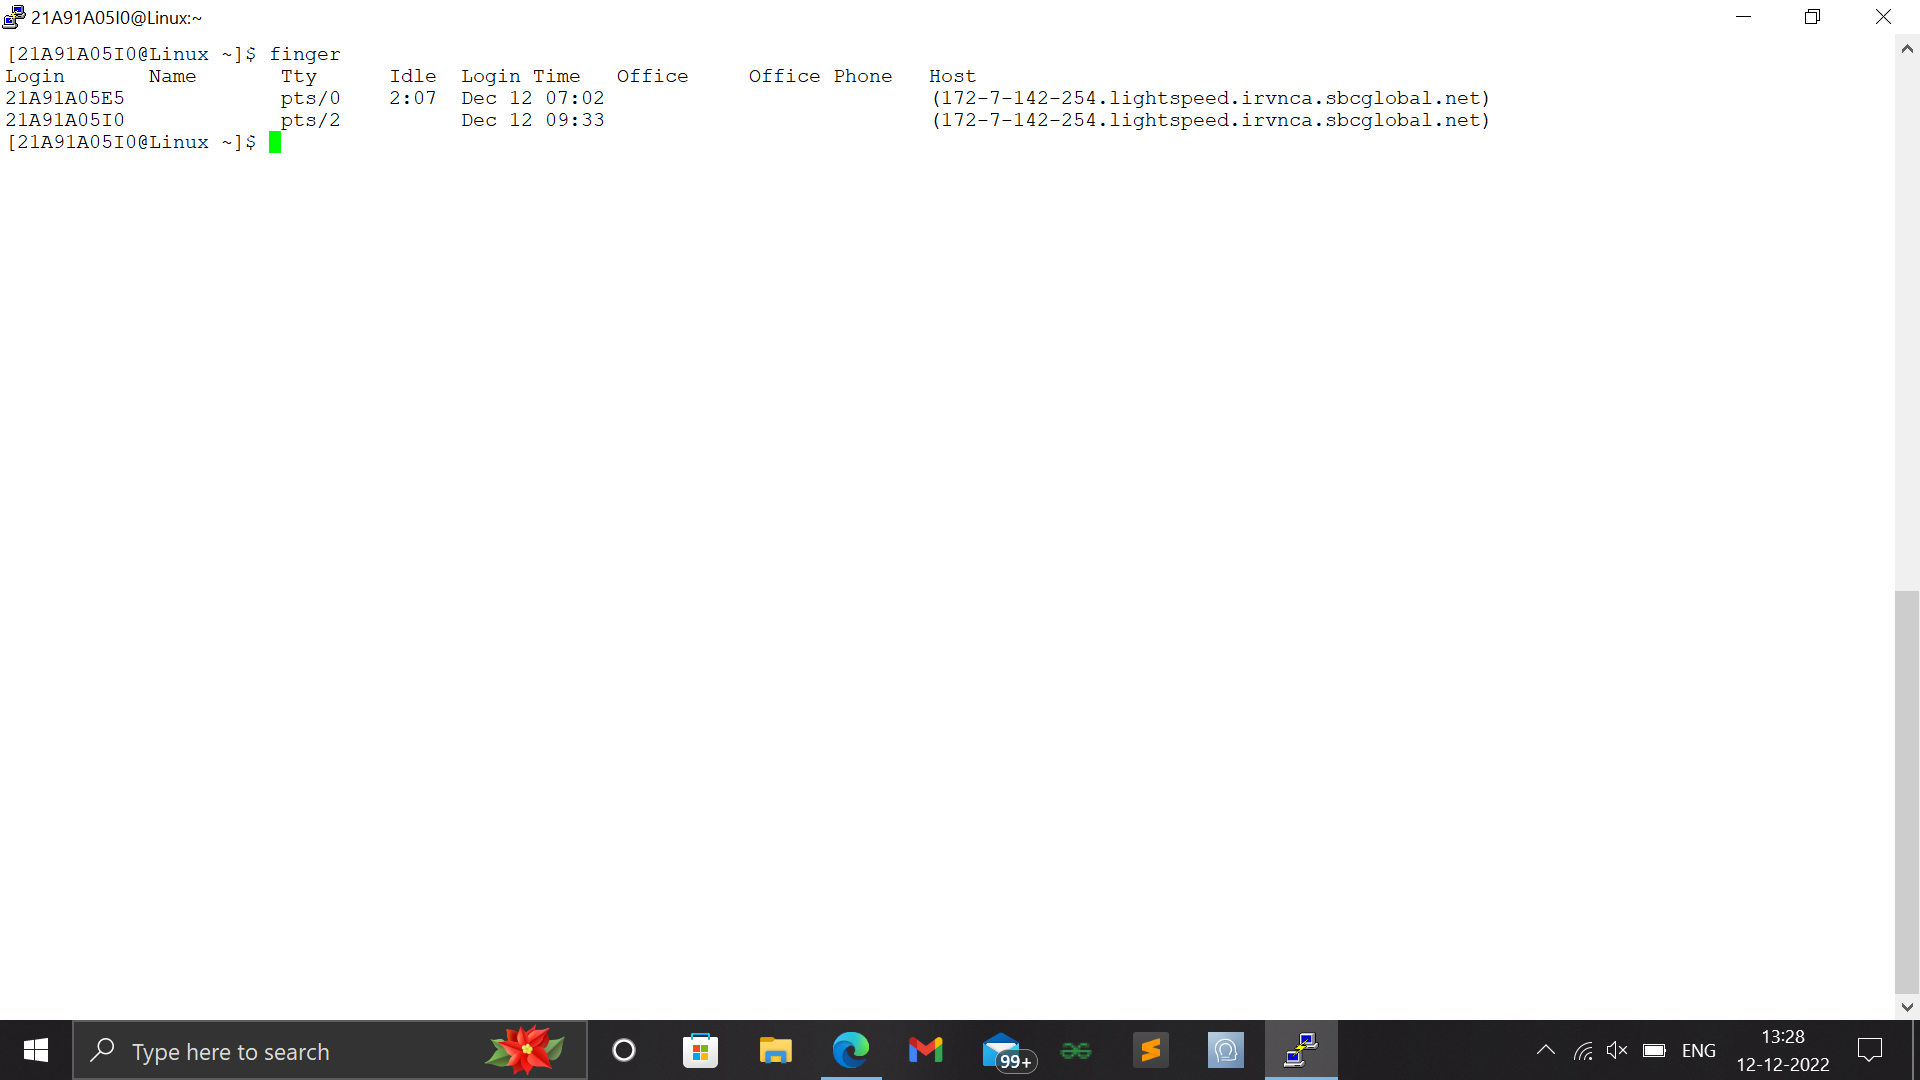 21A91A05I0@Linux:~
[21A91A05I0@Linux ~]$ finger
Login       Name       Tty      Idle  Login Time   Office     Office Phone   Host
21A91A05E5             pts/0    2:07  Dec 12 07:02                           (172-7-142-254.lightspeed.irvnca.sbcglobal.net)
21A91A05I0             pts/2          Dec 12 09:33                           (172-7-142-254.lightspeed.irvnca.sbcglobal.net)
[21A91A05I0@Linux ~]$
Type here to search
99+
ENG
13:28
12-12-2022